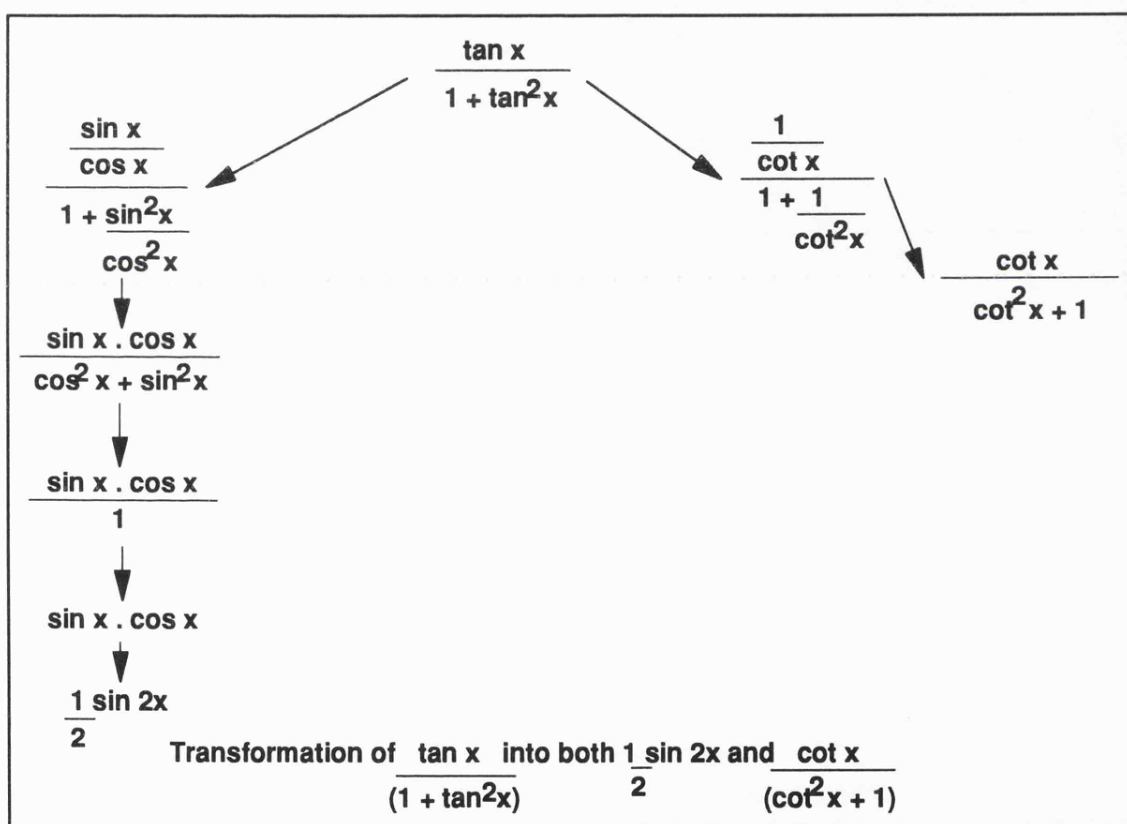 tan x
1 + tan²x
sin x
cos x
1 + sin²x
cos²x
sin x . cos x
cos² x + sin²x
sin x . cos x
1
sin x . cos x
1 sin 2x
2
1
cot x
1 + 1
cot²x
cot x
cot²x + 1
Transformation of tan x into both 1 sin 2x and cot x
(1 + tan²x) 2 (cot²x + 1)